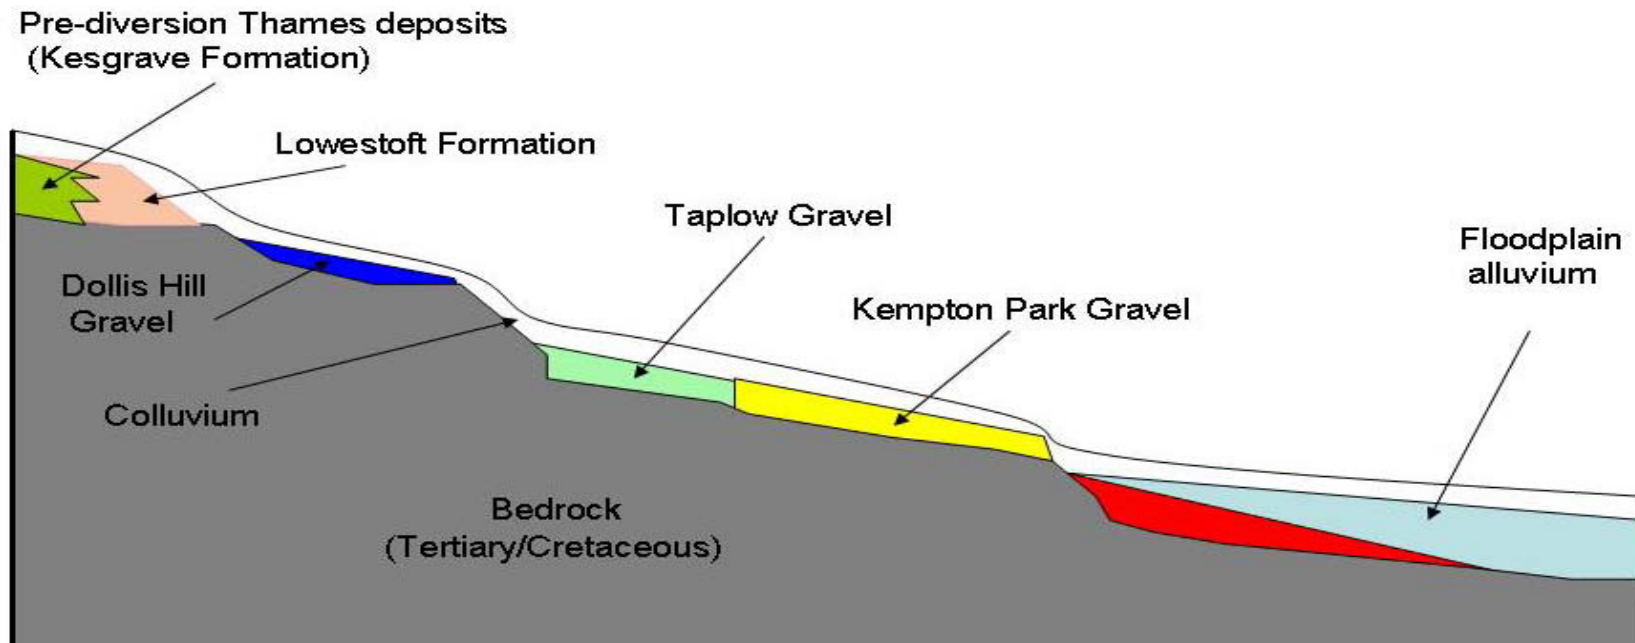 Pre-diversion Thames deposits
(Kesgrave Formation)
Lowestoft Formation
Taplow Gravel
Floodplain
alluvium
Dollis Hill
Gravel
Kempton Park Gravel
Colluvium
Bedrock
(Tertiary/Cretaceous)